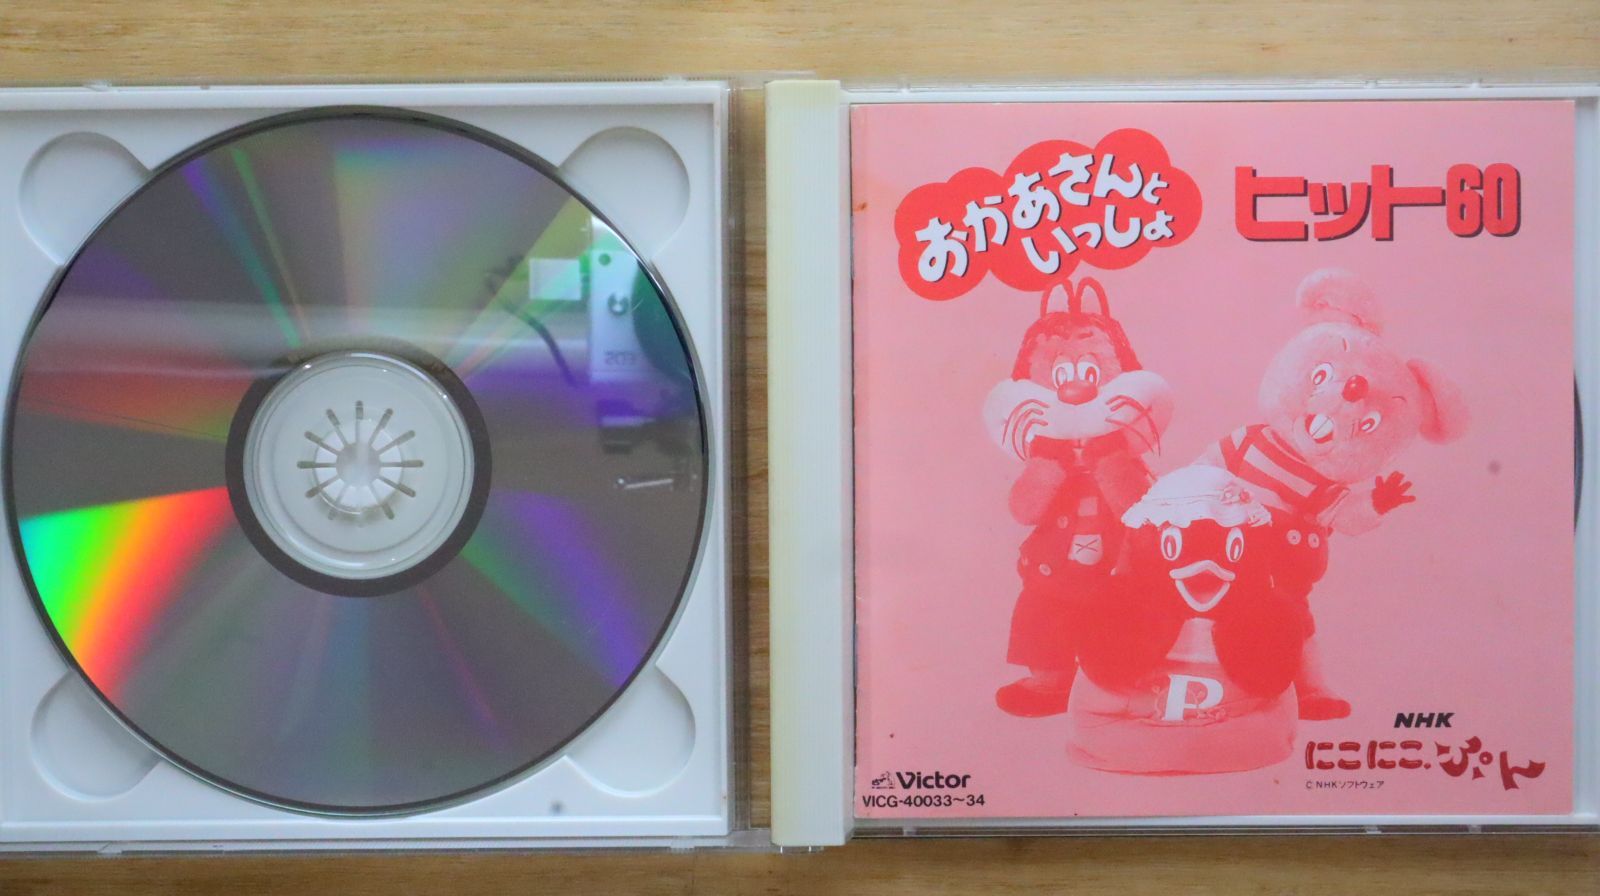 おかあさんと
いっしょ
ヒット60
P
NHK
にこにこ、ぷん
© NHKソフトウェア
Victor
VICG-40033～34